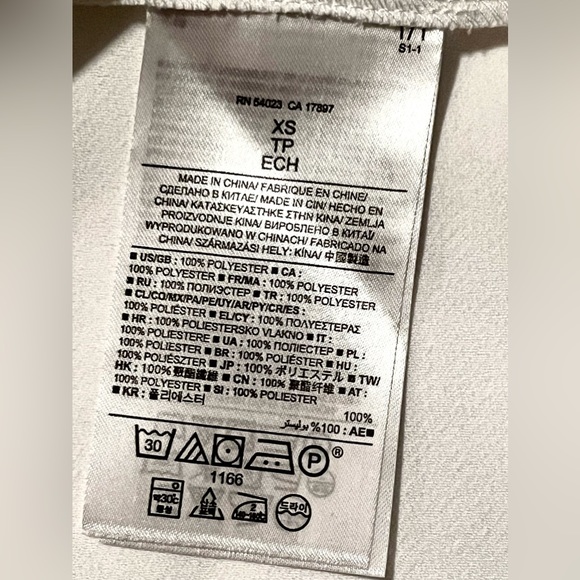 171
S1-1
RN 54023 CA 17897
XS
TP
ECH
MADE IN CHINA/ FABRIQUE EN CHINE/
СДЕЛАНО В КИТАЕ/ MADE IN CIN/ HECHO EN
CHINA/ ΚΑΤΑΣΚΕΥΑΣΤΗΚΕ ΣΤΗΝ ΚΙΝΑ/ ZEMLJA
PROIZVODNJE KINA/ ВИРОБЛЕНО В КИТАЇ/
WYPRODUKOWANO W CHINACH/ FABRICADO NA
CHINA/ SZÁRMAZÁSI HELY: KÍNA/ 中國製造
■ US/GB : 100% POLYESTER ■ CA :
100% POLYESTER ■ FR/MA : 100% POLYESTER
■ RU : 100% ПОЛИЭСТЕР ■ TR : 100% POLYESTER
■ CL/CO/MX/PA/PE/UY/AR/PY/CR/ES :
100% POLIÉSTER ■ EL/CY : 100% ΠΟΛΥΕΣΤΕΡΑΣ
■ HR : 100% POLIESTERSKO VLAKNO ■ IT :
100% POLIESTERE ■ UA : 100% ПОЛІЕСТЕР ■ PL :
100% POLIESTER ■ BR : 100% POLIÉSTER ■ HU :
100% POLIÉSZTER ■ JP : 100% ポリエステル ■ TW/
HK : 100% 聚酯纖維 ■ CN : 100% 聚酯纤维 ■ AT :
100% POLYESTER ■ SI : 100% POLIESTER
■ KR : 폴리에스터 100%
■AE : 100% بوليستر
30 P ®
1166
약30℃
중성
드라이